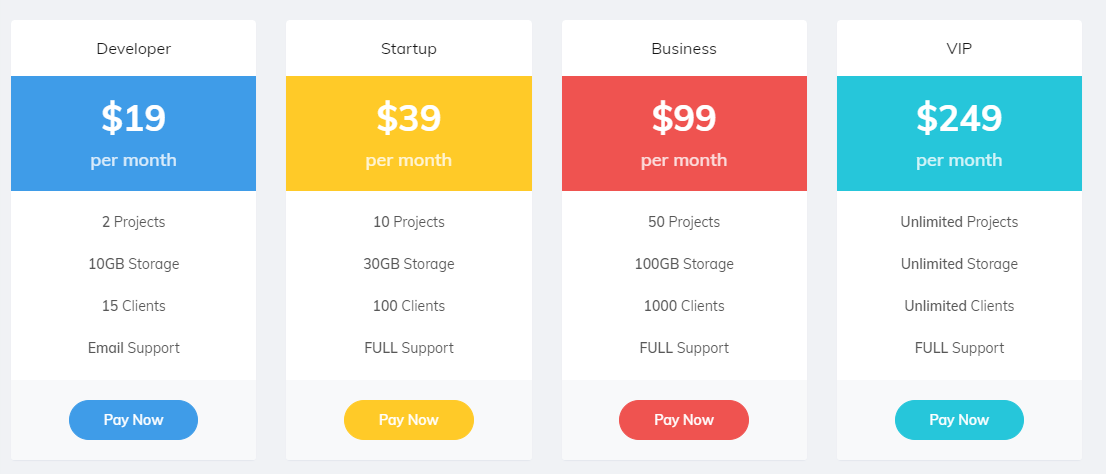 Developer
$19
per month
2 Projects
10GB Storage
15 Clients
Email Support
Pay Now
Startup
$39
per month
10 Projects
30GB Storage
100 Clients
FULL Support
Pay Now
Business
$99
per month
50 Projects
100GB Storage
1000 Clients
FULL Support
Pay Now
VIP
$249
per month
Unlimited Projects
Unlimited Storage
Unlimited Clients
FULL Support
Pay Now